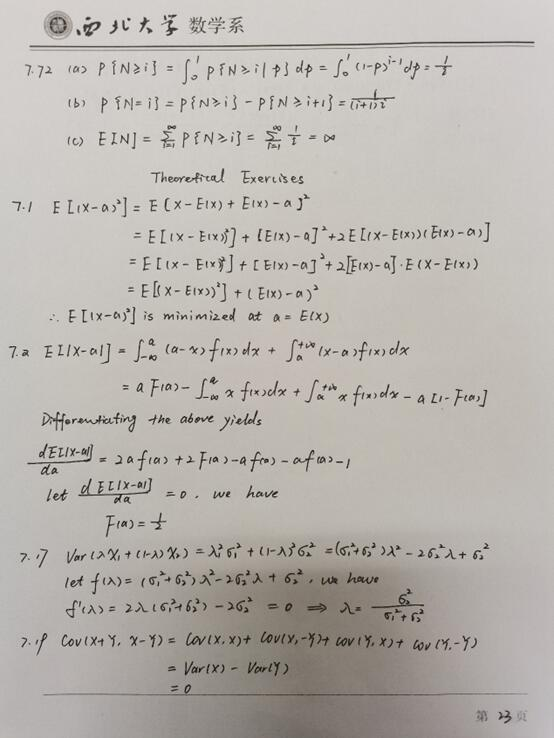 西北大学 数学系
7.72 (a) P{N≥i} = ∫₀¹ P{N≥i|p} dp = ∫₀¹ (1-p)^{i-1} dp = 1/i
(b) P{N=i} = P{N≥i} - P{N≥i+1} = 1/((i+1)i)
(c) E[N] = Σ_{i=1}^∞ P{N≥i} = Σ_{i=1}^∞ 1/i = ∞
Theoretical Exercises
7.1 E[(X-a)²] = E[X-E(X)+E(X)-a]²
= E[(X-E(X))²] + [E(X)-a]² + 2E[(X-E(X))(E(X)-a)]
= E[(X-E(X))²] + [E(X)-a]² + 2[E(X)-a]·E(X-E(X))
= E[(X-E(X))²] + (E(X)-a)²
∴ E[(X-a)²] is minimized at a = E(X)
7.2 E[|X-a|] = ∫_{-∞}^a (a-x) f(x) dx + ∫_a^{+∞} (x-a) f(x) dx
= a F(a) - ∫_{-∞}^a x f(x) dx + ∫_a^{+∞} x f(x) dx - a [1-F(a)]
Differentiating the above yields
dE[|X-a|]/da = 2a f(a) + 2F(a) - a f(a) - a f(a) - 1
let dE[|X-a|]/da = 0, we have
F(a) = 1/2
7.17 Var(λX₁+(1-λ)X₂) = λ²σ₁² + (1-λ)²σ₂² = (σ₁²+σ₂²)λ² - 2σ₂²λ + σ₂²
let f(λ) = (σ₁²+σ₂²)λ² - 2σ₂²λ + σ₂², we have
f'(λ) = 2λ(σ₁²+σ₂²) - 2σ₂² = 0 ⇒ λ = σ₂²/(σ₁²+σ₂²)
Cov(X+Y, X-Y) = Cov(X,X) + Cov(X,-Y) + Cov(Y,X) + Cov(Y,-Y)
= Var(X) - Var(Y)
= 0
第 23 页